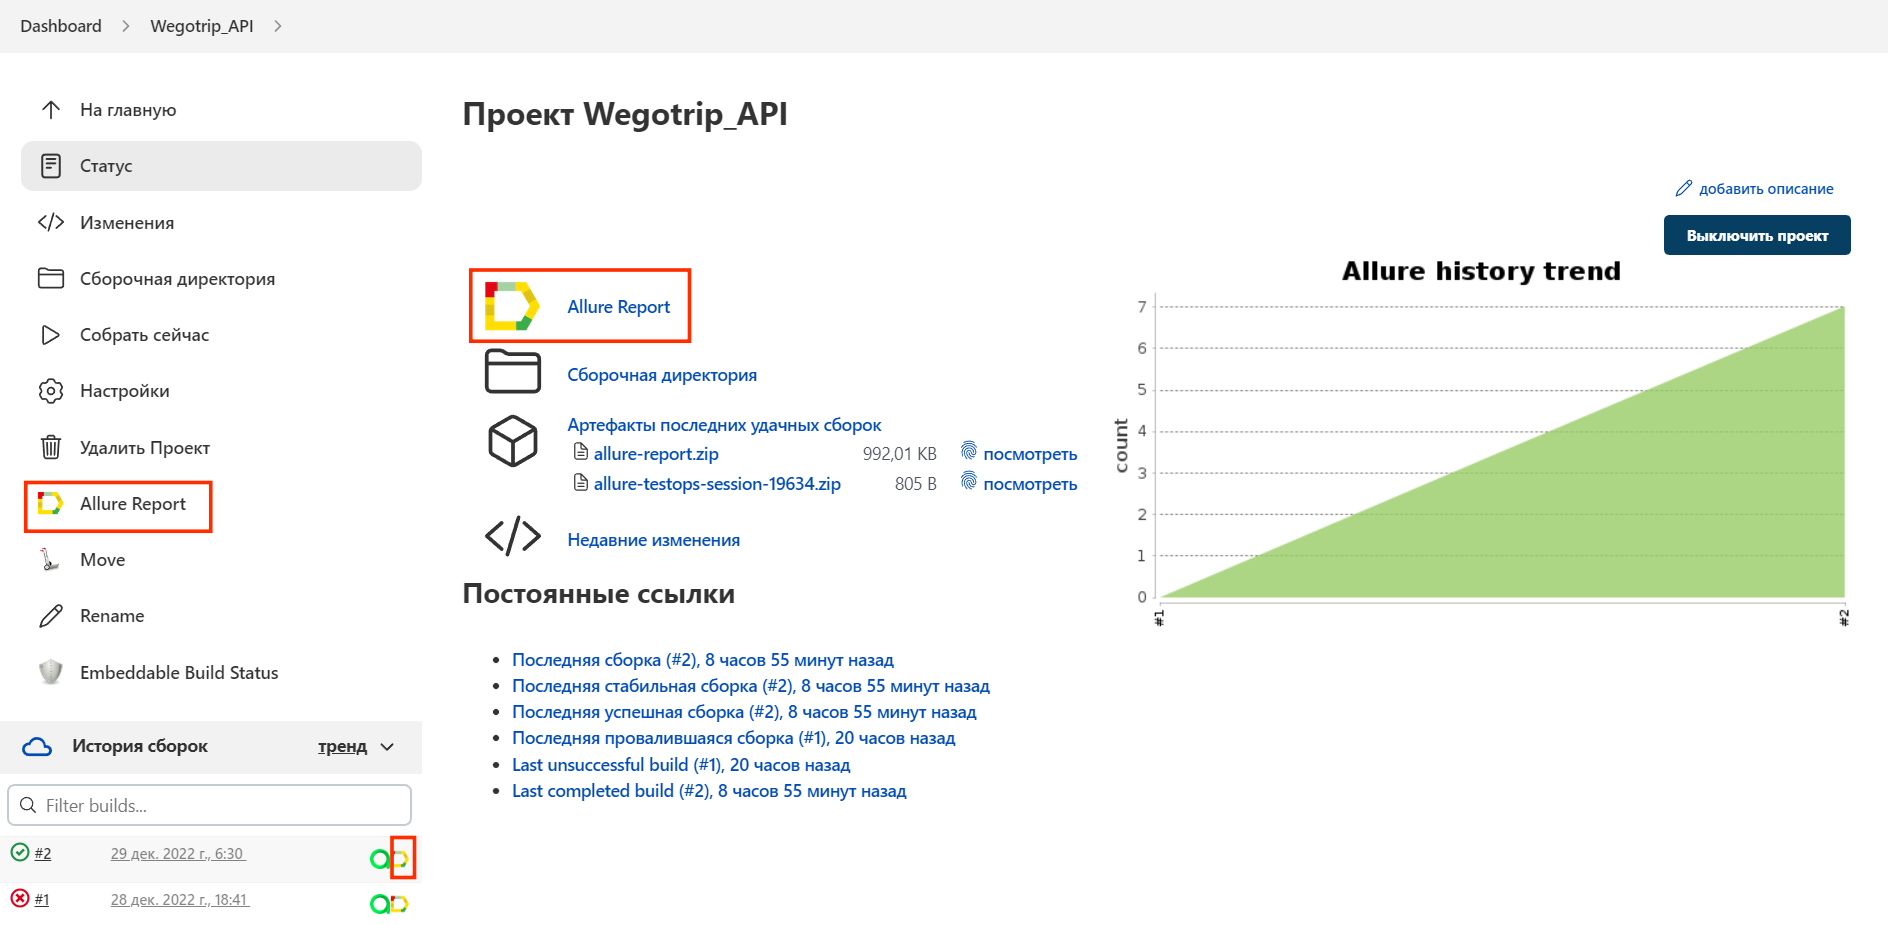 Dashboard
Wegotrip_API
На главную
Статус
Изменения
Сборочная директория
Собрать сейчас
Настройки
Удалить Проект
Allure Report
Move
Rename
Embeddable Build Status
История сборок
тренд
Filter builds...
#2
29 дек. 2022 г., 6:30
#1
28 дек. 2022 г., 18:41
Проект Wegotrip_API
добавить описание
Выключить проект
Allure Report
Сборочная директория
Артефакты последних удачных сборок
allure-report.zip 992,01 KB посмотреть
allure-testops-session-19634.zip 805 B посмотреть
Недавние изменения
Постоянные ссылки
Последняя сборка (#2), 8 часов 55 минут назад
Последняя стабильная сборка (#2), 8 часов 55 минут назад
Последняя успешная сборка (#2), 8 часов 55 минут назад
Последняя провалившаяся сборка (#1), 20 часов назад
Last unsuccessful build (#1), 20 часов назад
Last completed build (#2), 8 часов 55 минут назад
Allure history trend
count
7
6
5
4
3
2
1
0
#1
#2